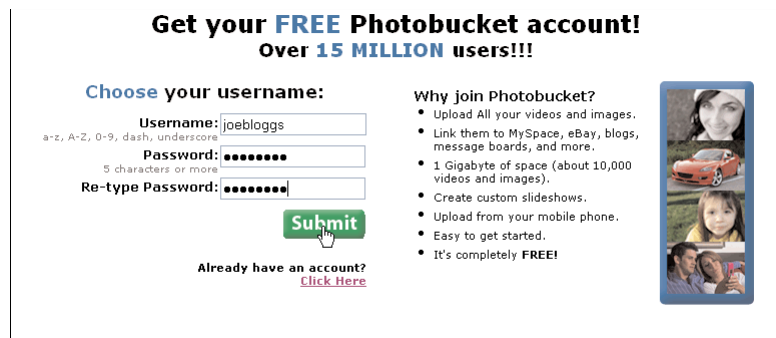 Get your FREE Photobucket account!
Over 15 MILLION users!!!
Choose your username:
Username: joebloggs
a-z, A-Z, 0-9, dash, underscore
Password: ●●●●●●●●
5 characters or more
Re-type Password: ●●●●●●●●
Submit
Already have an account?
Click Here
Why join Photobucket?
• Upload All your videos and images.
• Link them to MySpace, eBay, blogs,
message boards, and more.
• 1 Gigabyte of space (about 10,000
videos and images).
• Create custom slideshows.
• Upload from your mobile phone.
• Easy to get started.
• It's completely FREE!